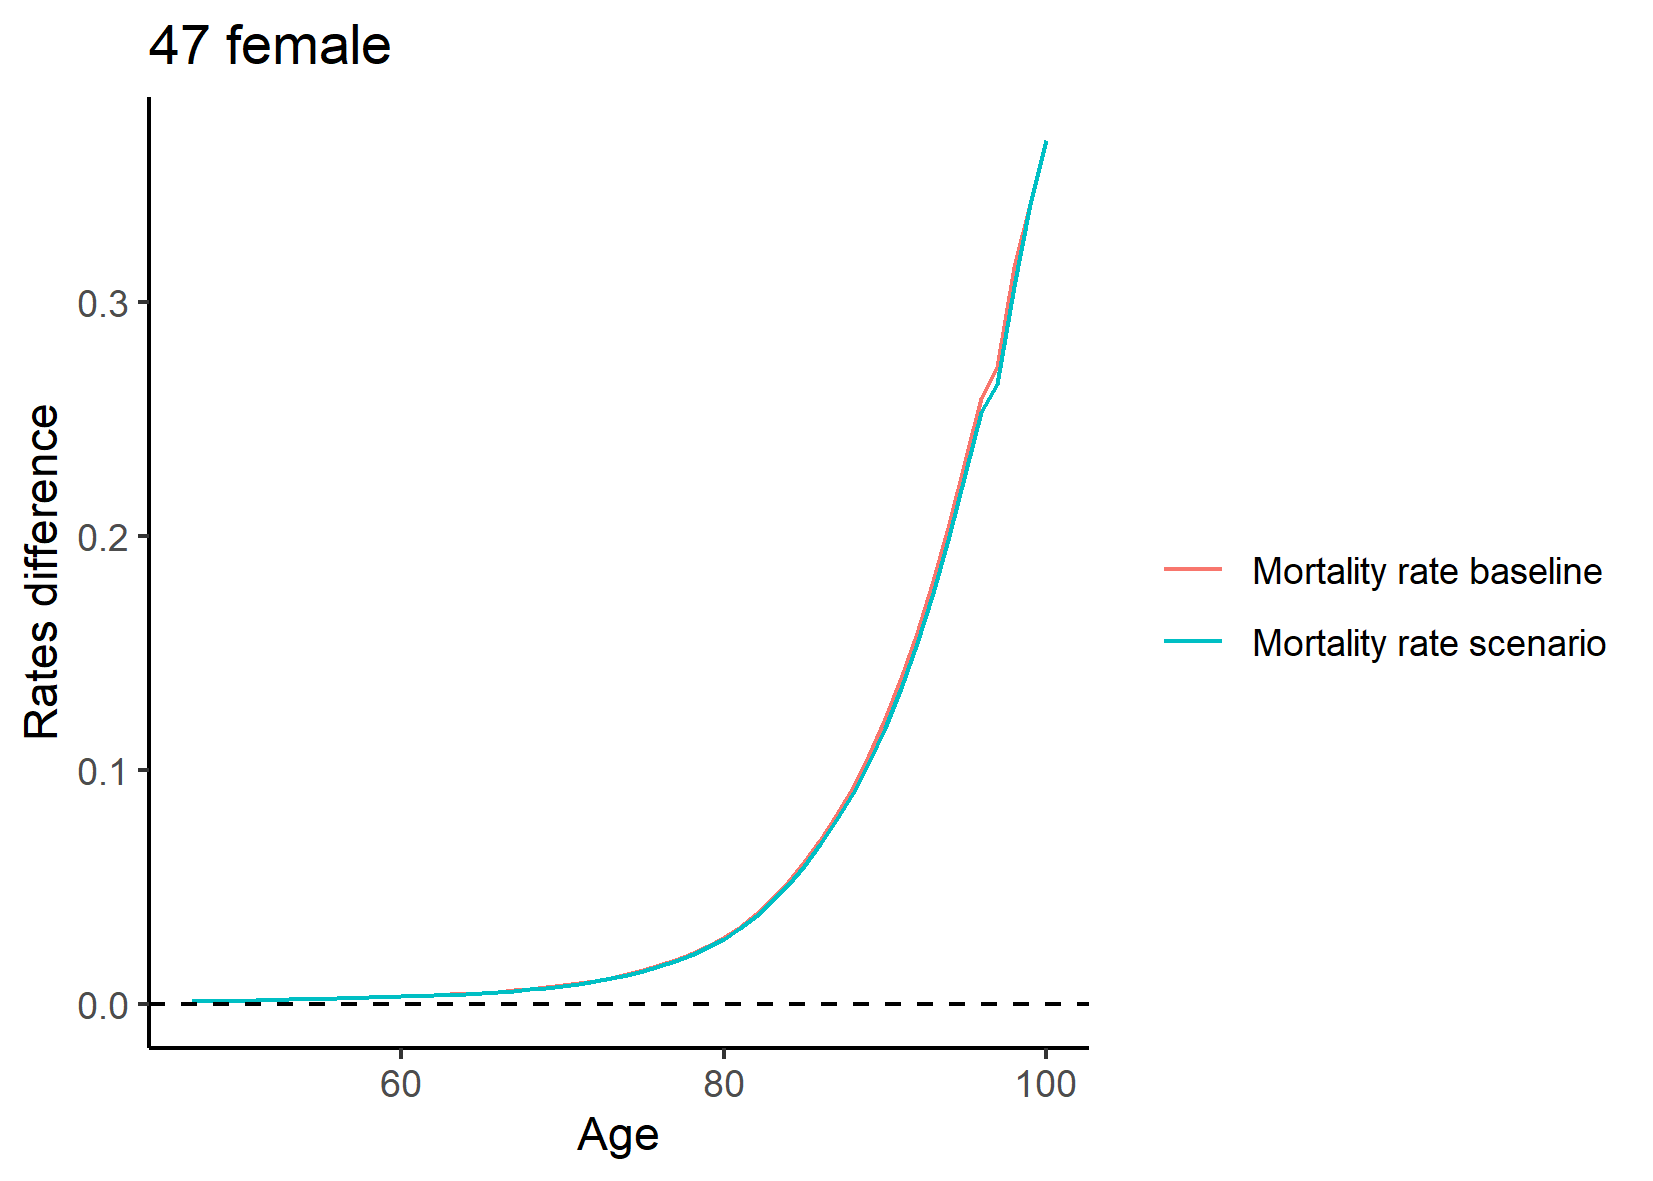 47 female
Rates difference
0.3
0.2
0.1
0.0
60
80
100
Age
Mortality rate baseline
Mortality rate scenario